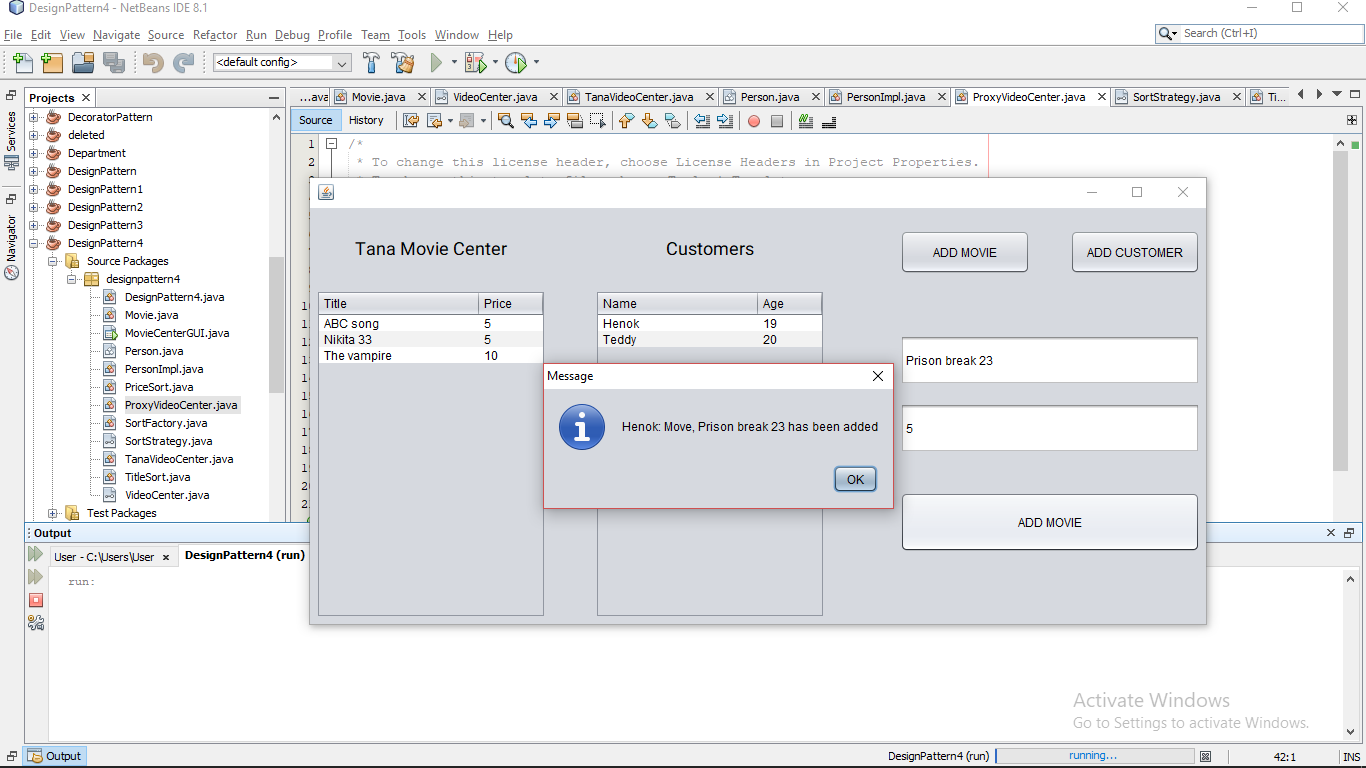 DesignPattern4 - NetBeans IDE 8.1
File Edit View Navigate Source Refactor Run Debug Profile Team Tools Window Help
Search (Ctrl+I)
<default config>
Projects
...ava Movie.java VideoCenter.java TanaVideoCenter.java Person.java PersonImpl.java ProxyVideoCenter.java SortStrategy.java Ti...
Services
Navigator
DecoratorPattern
deleted
Department
DesignPattern
DesignPattern1
DesignPattern2
DesignPattern3
DesignPattern4
Source Packages
designpattern4
DesignPattern4.java
Movie.java
MovieCenterGUI.java
Person.java
PersonImpl.java
PriceSort.java
ProxyVideoCenter.java
SortFactory.java
SortStrategy.java
TanaVideoCenter.java
TitleSort.java
VideoCenter.java
Test Packages
Source History
1 /*
2 * To change this license header, choose License Headers in Project Properties.
Tana Movie Center
Customers
ADD MOVIE
ADD CUSTOMER
Title Price
ABC song 5
Nikita 33 5
The vampire 10
Name Age
Henok 19
Teddy 20
Prison break 23
5
ADD MOVIE
Message
Henok: Move, Prison break 23 has been added
OK
Output
User - C:\Users\User DesignPattern4 (run)
run:
Activate Windows
Go to Settings to activate Windows.
Output
DesignPattern4 (run) running... 42:1 INS